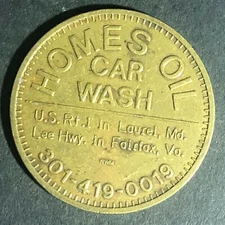 HOMES OIL
CAR
WASH
U.S. Rt. 1 In Laurel, Md.
Lee Hwy. In Fairfax, Va.
301-419-0019